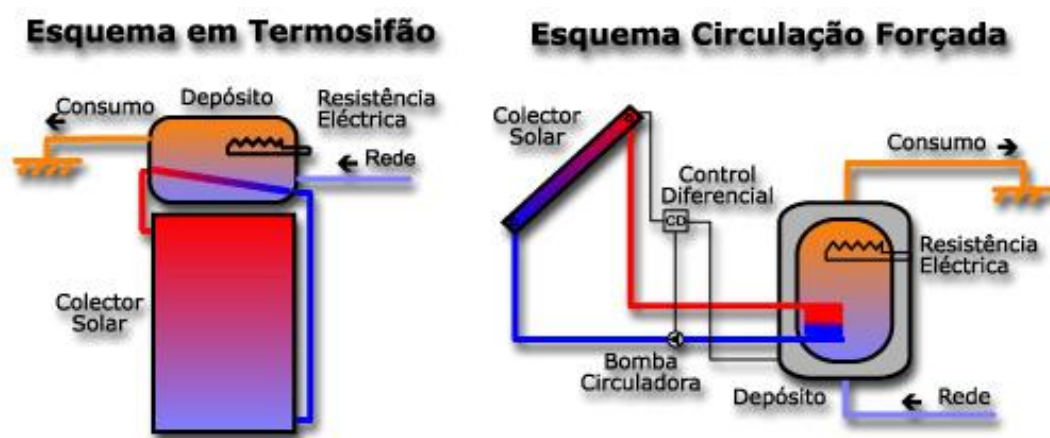 Esquema em Termosifão
Consumo
Depósito
Resistência
Eléctrica
Rede
Colector
Solar
Esquema Circulação Forçada
Colector
Solar
Control
Diferencial
CD
Consumo
Resistência
Eléctrica
Bomba
Circuladora
Depósito
Rede